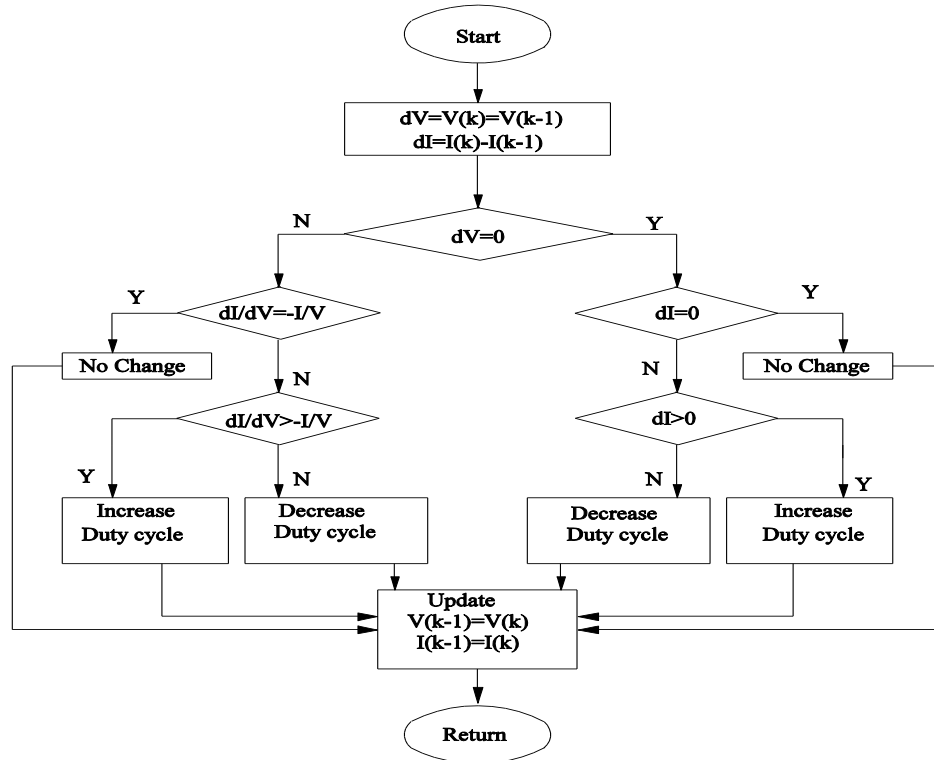 Start
dV=V(k)=V(k-1)
dI=I(k)-I(k-1)
N
Y
dV=0
Y
dI/dV=-I/V
dI=0
Y
No Change
N
N
No Change
dI/dV>-I/V
dI>0
Y
N
N
Y
Increase
Duty cycle
Decrease
Duty cycle
Decrease
Duty cycle
Increase
Duty cycle
Update
V(k-1)=V(k)
I(k-1)=I(k)
Return